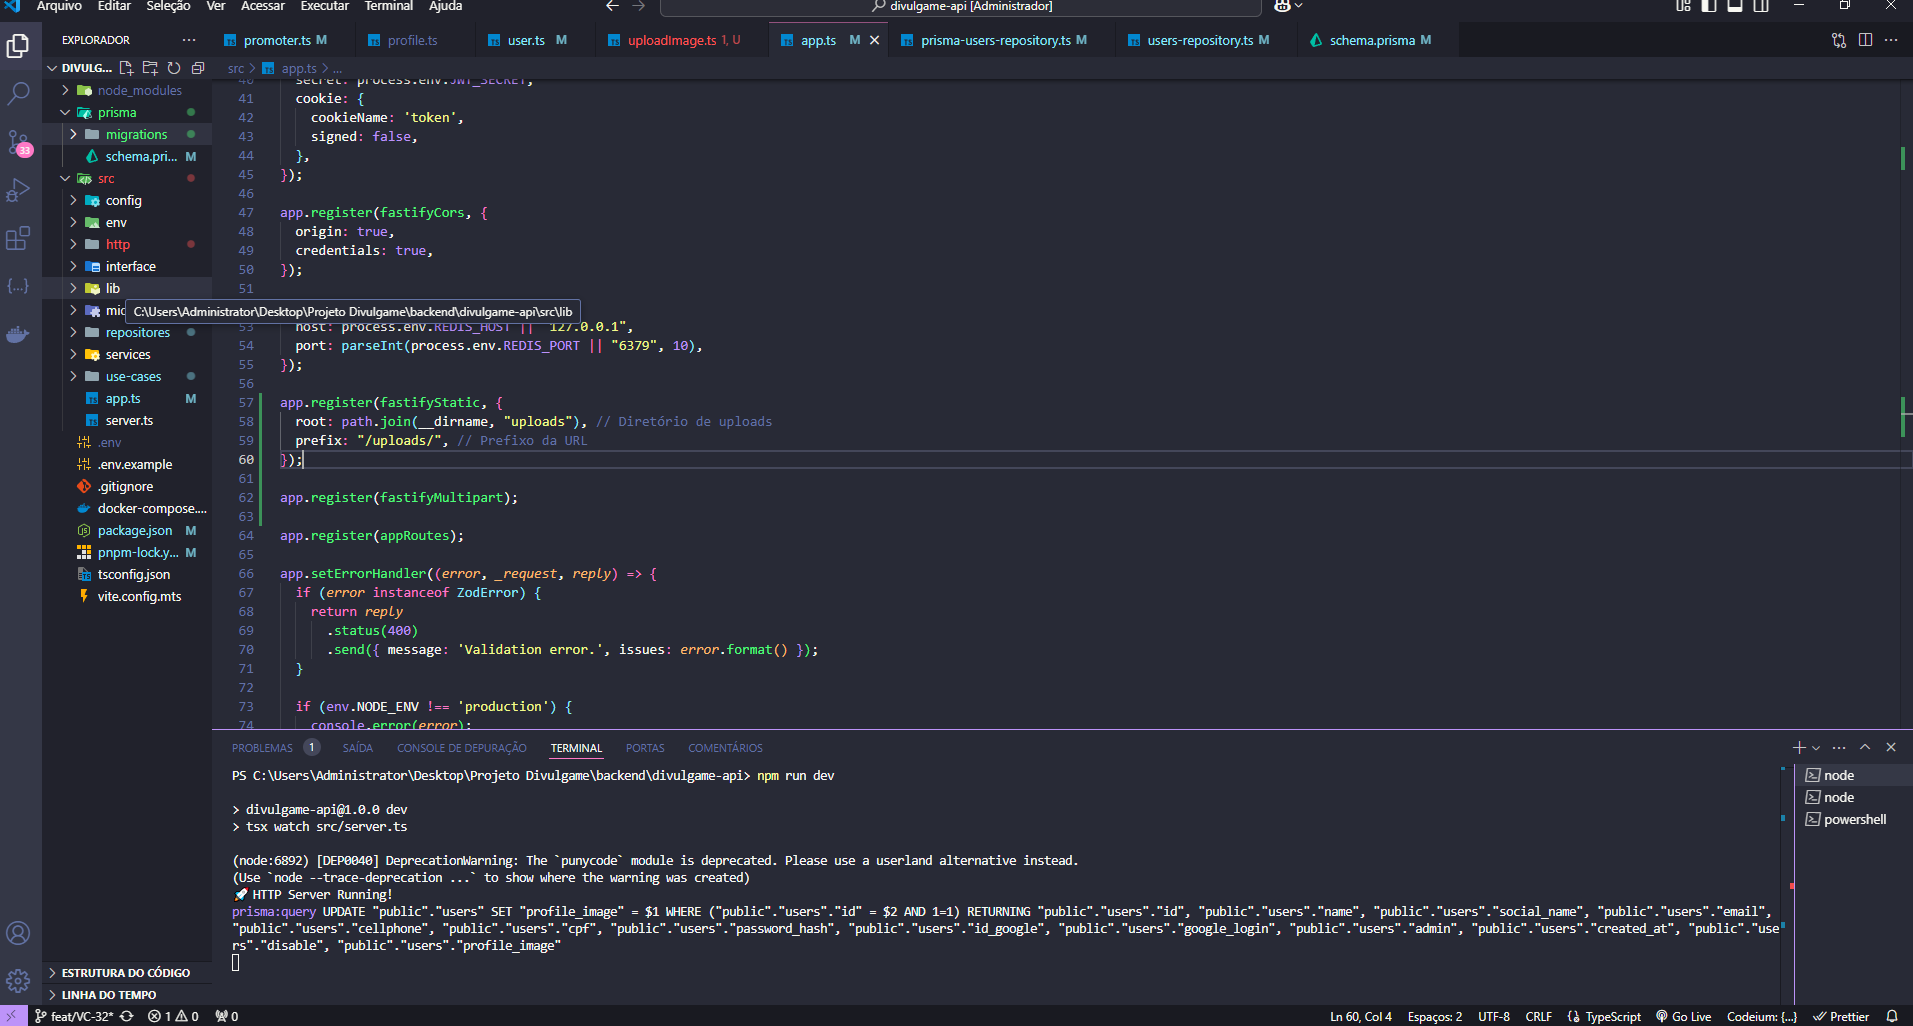 Arquivo Editar Seleção Ver Acessar Executar Terminal Ajuda
divulgame-api [Administrador]
EXPLORADOR ···
promoter.ts M
profile.ts
user.ts M
uploadImage.ts 1, U
app.ts M
prisma-users-repository.ts M
users-repository.ts M
schema.prisma M
DIVULG...
src > app.ts > ...
node_modules
prisma
migrations
schema.pri... M
src
config
env
http
interface
lib
C:\Users\Administrator\Desktop\Projeto Divulgame\backend\divulgame-api\src\lib
repositores
services
use-cases
app.ts M
server.ts
.env
.env.example
.gitignore
docker-compose....
package.json M
pnpm-lock.y... M
tsconfig.json
vite.config.mts
33
40 secret: process.env.JWT_SECRET,
41 cookie: {
42 cookieName: 'token',
43 signed: false,
44 },
45 });
46
47 app.register(fastifyCors, {
48 origin: true,
49 credentials: true,
50 });
51
53 host: process.env.REDIS_HOST || "127.0.0.1",
54 port: parseInt(process.env.REDIS_PORT || "6379", 10),
55 });
56
57 app.register(fastifyStatic, {
58 root: path.join(__dirname, "uploads"), // Diretório de uploads
59 prefix: "/uploads/", // Prefixo da URL
60 });
61
62 app.register(fastifyMultipart);
63
64 app.register(appRoutes);
65
66 app.setErrorHandler((error, _request, reply) => {
67 if (error instanceof ZodError) {
68 return reply
69 .status(400)
70 .send({ message: 'Validation error.', issues: error.format() });
71 }
72
73 if (env.NODE_ENV !== 'production') {
74 console.error(error);
PROBLEMAS 1 SAÍDA CONSOLE DE DEPURAÇÃO TERMINAL PORTAS COMENTÁRIOS
PS C:\Users\Administrator\Desktop\Projeto Divulgame\backend\divulgame-api> npm run dev
> divulgame-api@1.0.0 dev
> tsx watch src/server.ts
(node:6892) [DEP0040] DeprecationWarning: The `punycode` module is deprecated. Please use a userland alternative instead.
(Use `node --trace-deprecation ...` to show where the warning was created)
🚀 HTTP Server Running!
prisma:query UPDATE "public"."users" SET "profile_image" = $1 WHERE ("public"."users"."id" = $2 AND 1=1) RETURNING "public"."users"."id", "public"."users"."name", "public"."users"."social_name", "public"."users"."email",
"public"."users"."cellphone", "public"."users"."cpf", "public"."users"."password_hash", "public"."users"."id_google", "public"."users"."google_login", "public"."users"."admin", "public"."users"."created_at", "public"."use
rs"."disable", "public"."users"."profile_image"
node
node
powershell
ESTRUTURA DO CÓDIGO
LINHA DO TEMPO
feat/VC-32* 1 0 0
Ln 60, Col 4 Espaços: 2 UTF-8 CRLF TypeScript Go Live Codeium: {...} Prettier